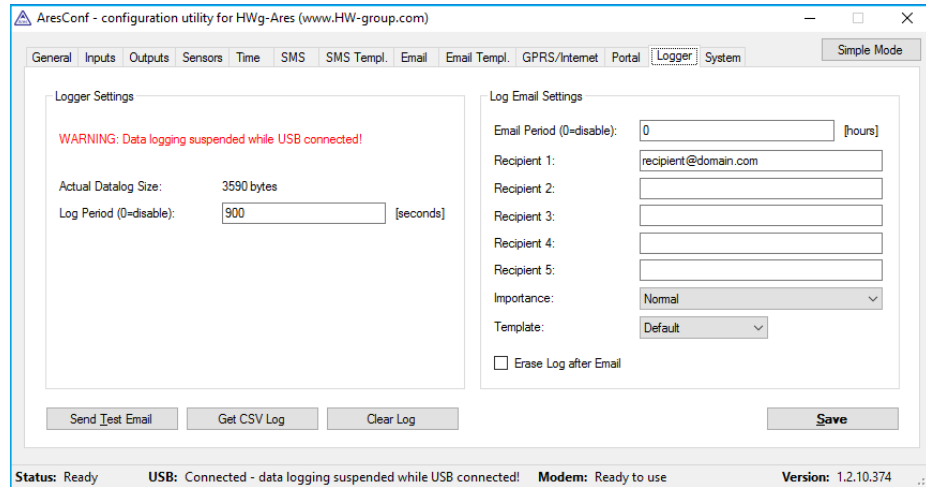 AresConf - configuration utility for HWg-Ares (www.HW-group.com)
General Inputs Outputs Sensors Time SMS SMS Templ. Email Email Templ. GPRS/Internet Portal Logger System Simple Mode
Logger Settings
WARNING: Data logging suspended while USB connected!
Actual Datalog Size: 3590 bytes
Log Period (0=disable): 900 [seconds]
Log Email Settings
Email Period (0=disable): 0 [hours]
Recipient 1: recipient@domain.com
Recipient 2:
Recipient 3:
Recipient 4:
Recipient 5:
Importance: Normal
Template: Default
Erase Log after Email
Send Test Email Get CSV Log Clear Log Save
Status: Ready USB: Connected - data logging suspended while USB connected! Modem: Ready to use Version: 1.2.10.374